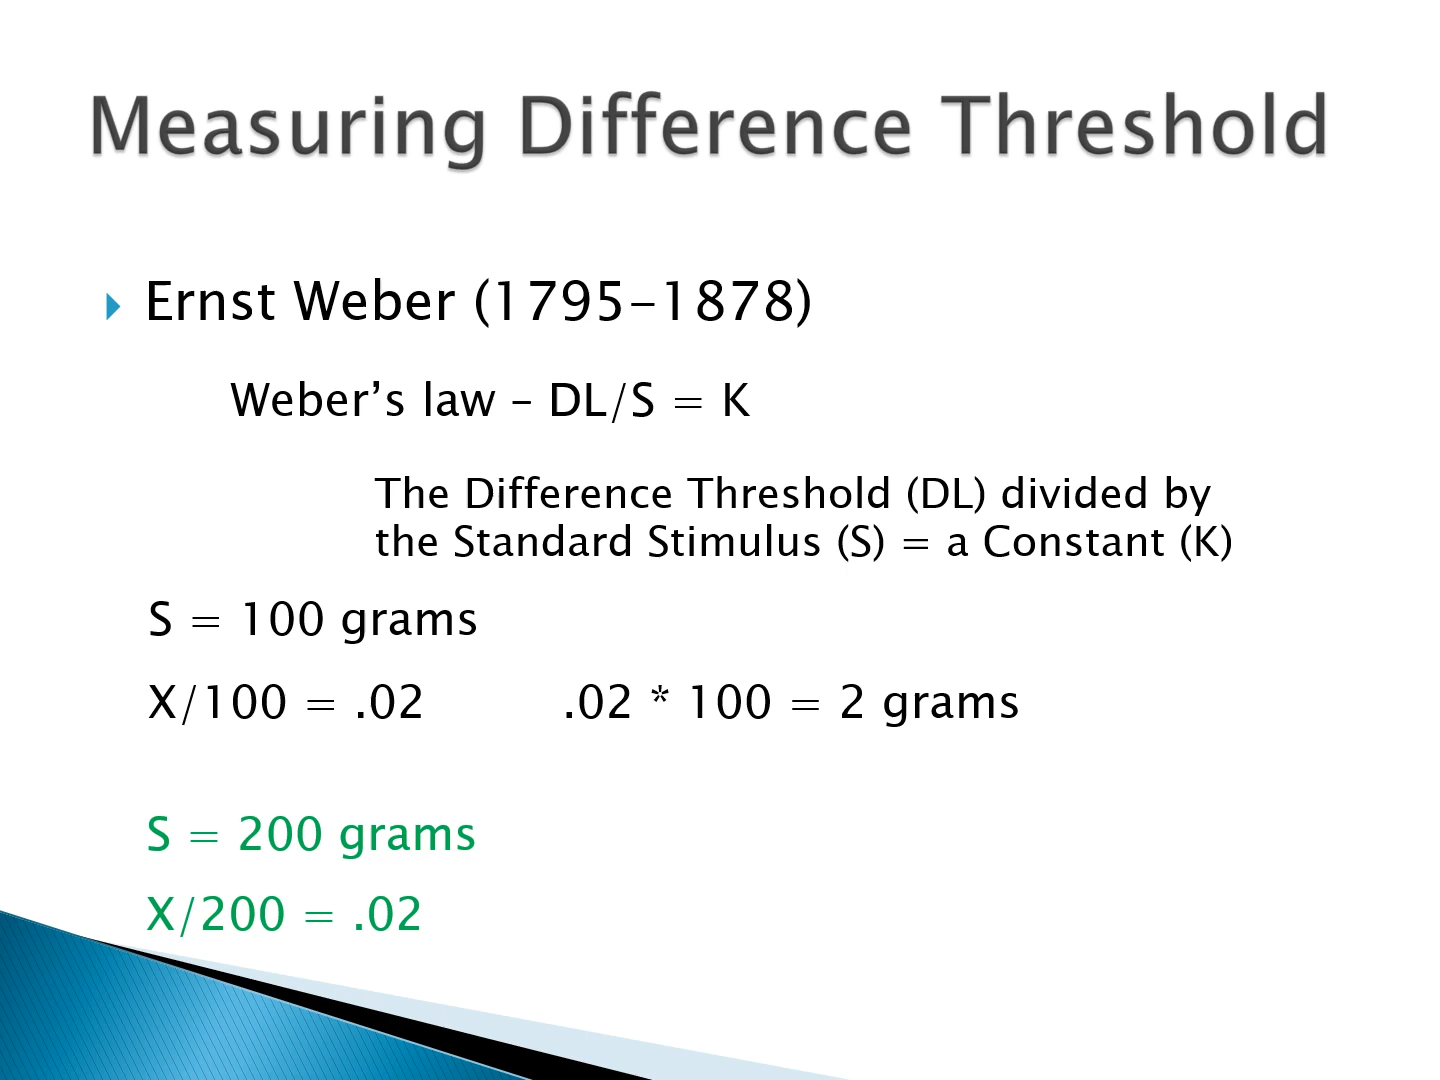 Measuring Difference Threshold
Ernst Weber (1795-1878)
Weber’s law – DL/S = K
The Difference Threshold (DL) divided by
the Standard Stimulus (S) = a Constant (K)
S = 100 grams
X/100 = .02 .02 * 100 = 2 grams
S = 200 grams
X/200 = .02